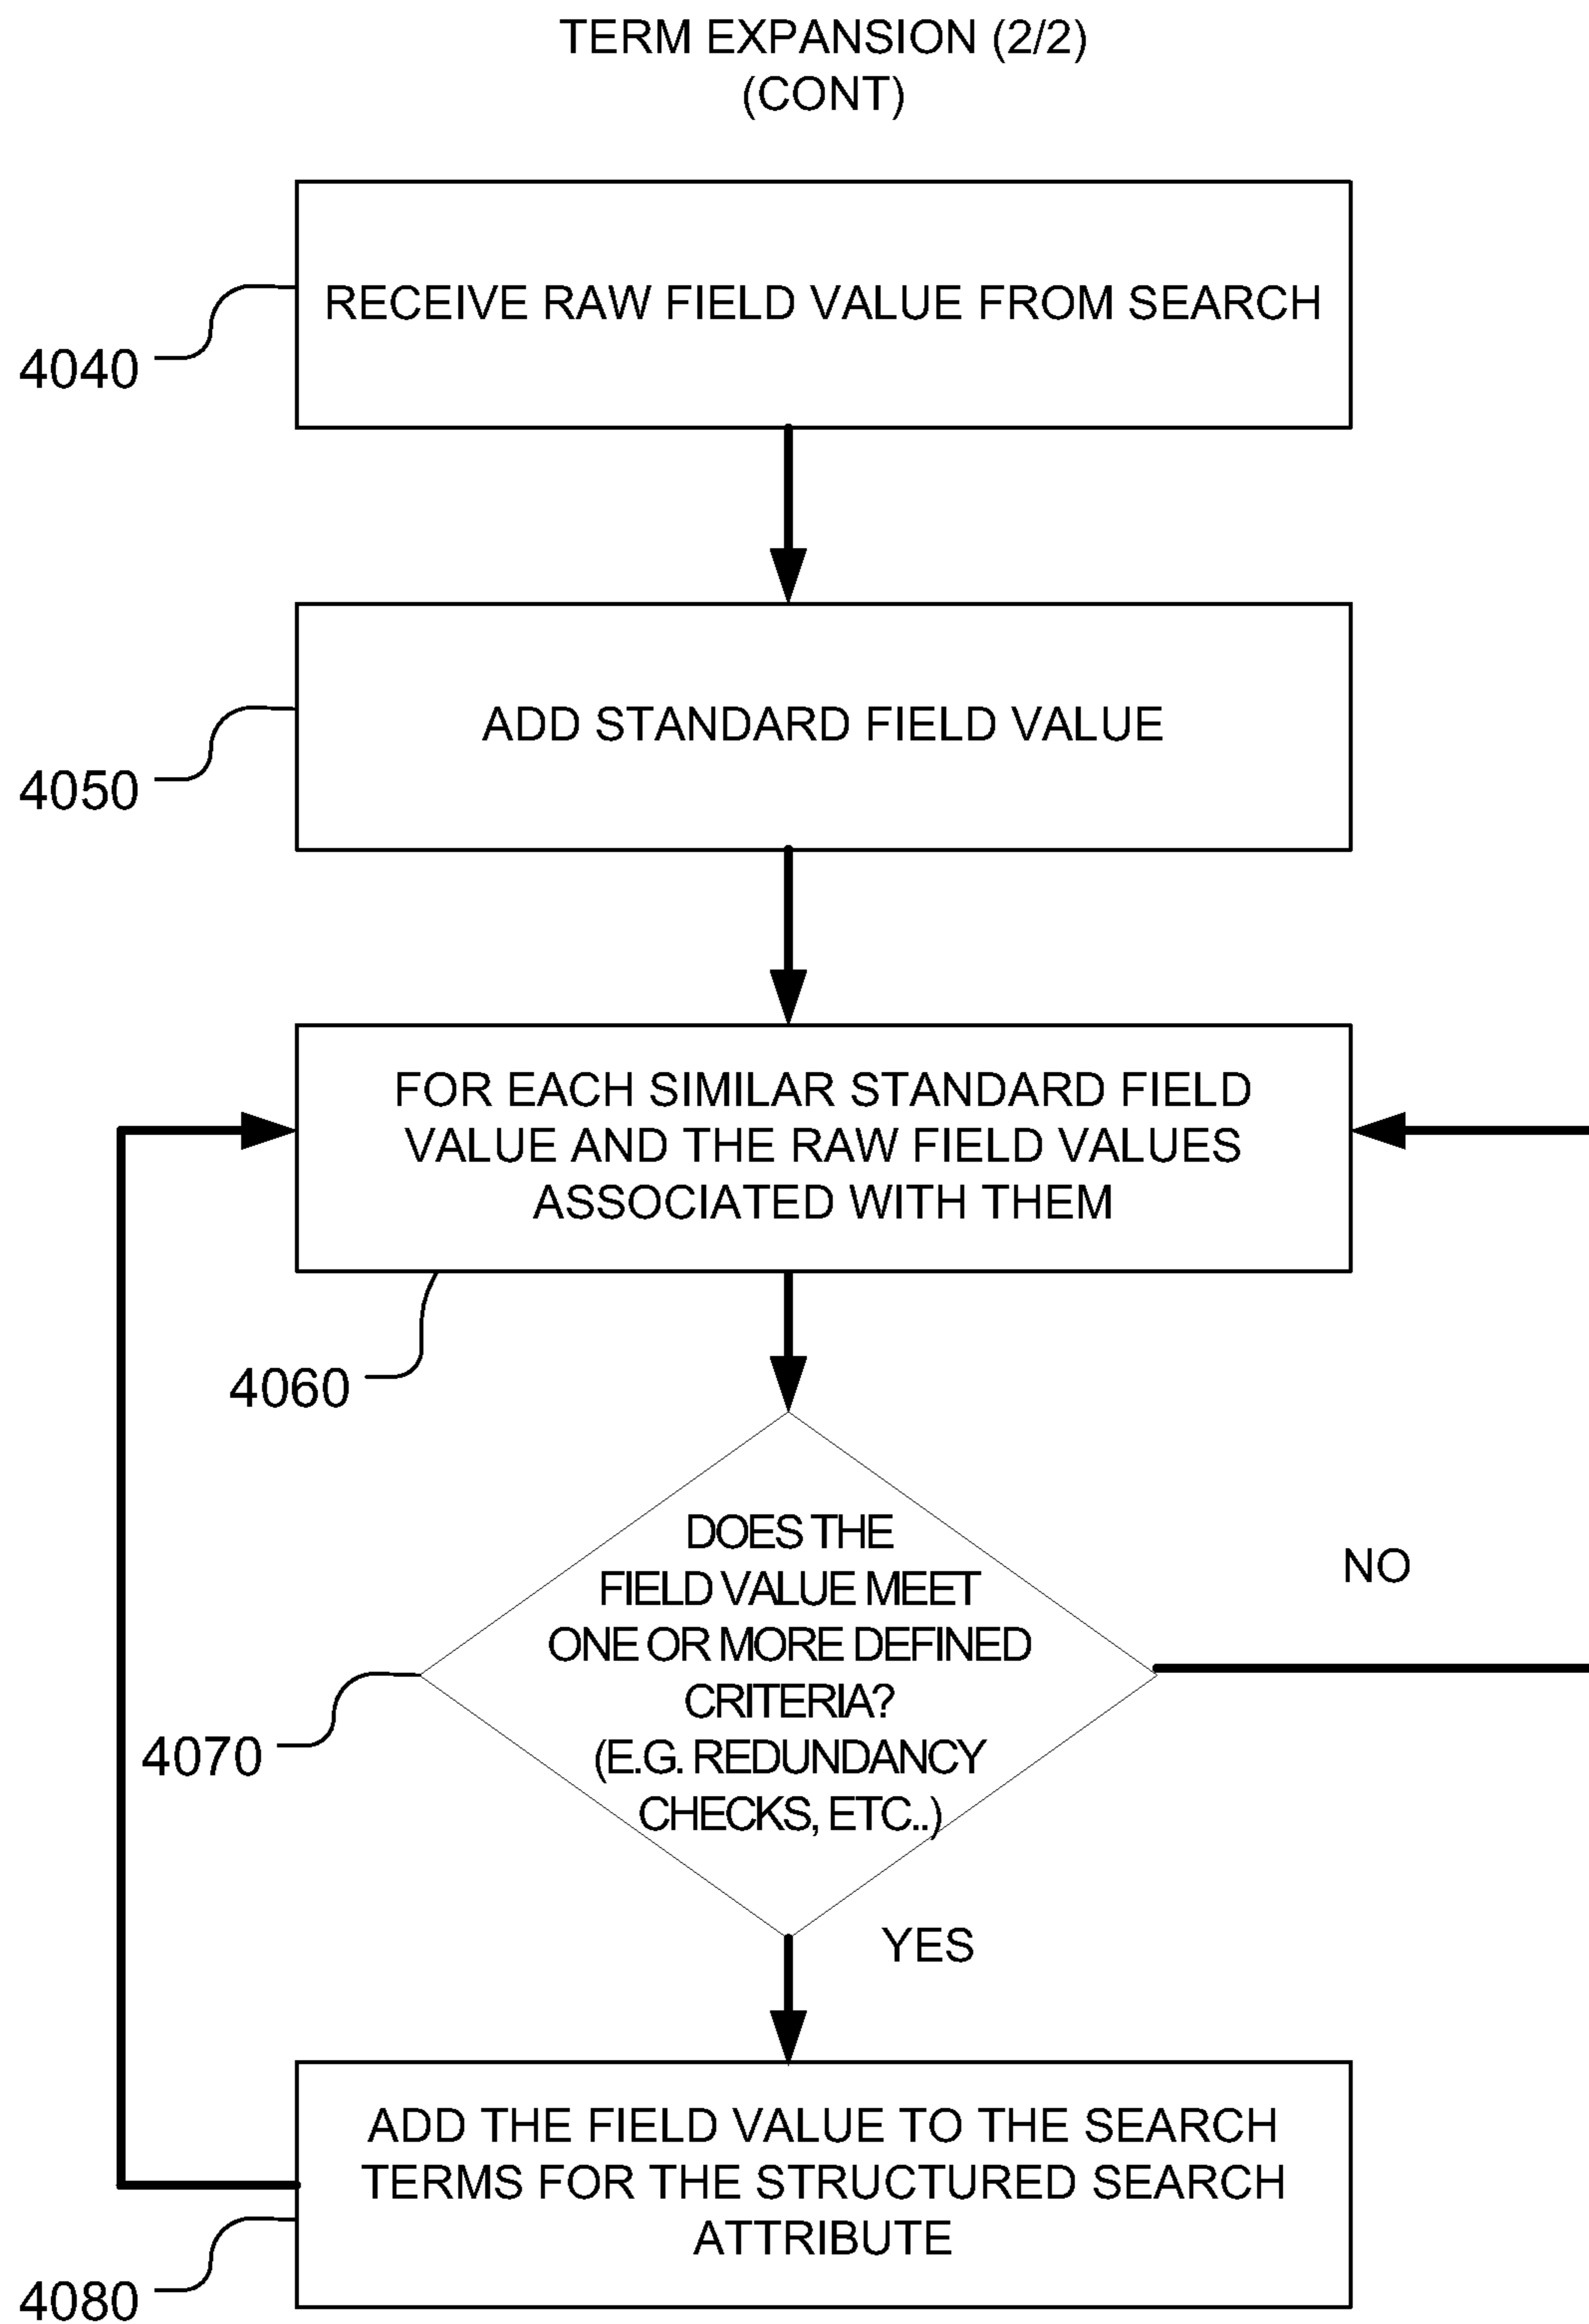 TERM EXPANSION (2/2)
(CONT)
RECEIVE RAW FIELD VALUE FROM SEARCH
4040
ADD STANDARD FIELD VALUE
4050
FOR EACH SIMILAR STANDARD FIELD
VALUE AND THE RAW FIELD VALUES
ASSOCIATED WITH THEM
4060
DOES THE
FIELD VALUE MEET
ONE OR MORE DEFINED
CRITERIA?
(E.G. REDUNDANCY
CHECKS, ETC..)
NO
4070
YES
ADD THE FIELD VALUE TO THE SEARCH
TERMS FOR THE STRUCTURED SEARCH
ATTRIBUTE
4080